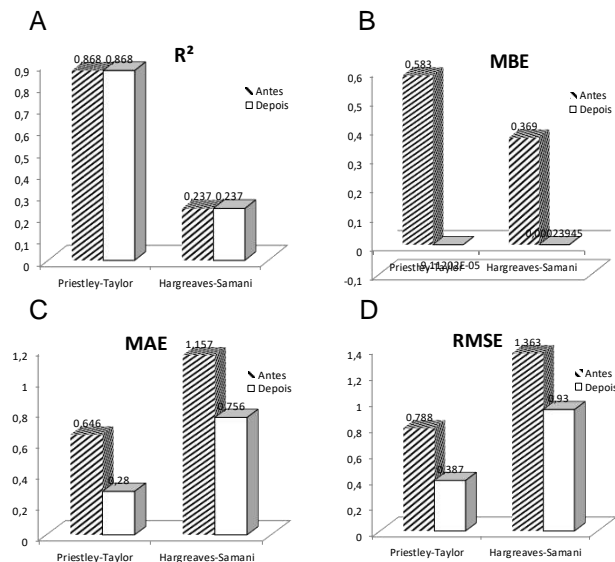 A
R²
0,868 0,868
0,9
0,8
0,7
0,6
0,5
0,4
0,3
0,2
0,1
0
0,237 0,237
Antes
Depois
Priestley-Taylor Hargreaves-Samani
B
MBE
0,583
0,6
0,5
0,4
0,3
0,2
0,1
0
-0,1
0,369
0,00023945
9,11202E-05
Antes
Depois
Priestley-Taylor Hargreaves-Samani
C
MAE
1,157
1,2
1
0,8
0,6
0,4
0,2
0
0,646
0,28
0,756
Antes
Depois
Priestley-Taylor Hargreaves-Samani
D
RMSE
1,363
1,4
1,2
1
0,8
0,6
0,4
0,2
0
0,788
0,387
0,93
Antes
Depois
Priestley-Taylor Hargreaves-Samani